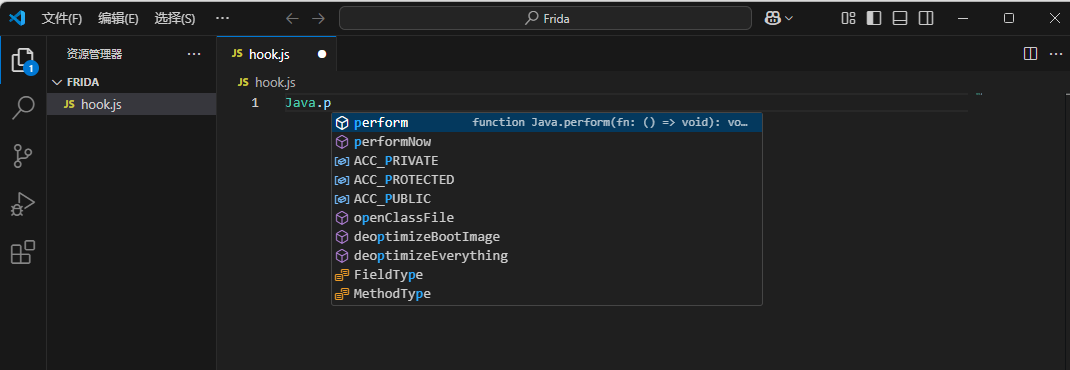 文件(F) 编辑(E) 选择(S) ··· Frida
资源管理器 ···
JS hook.js
FRIDA
JS hook.js
JS hook.js
1 Java.p
perform function Java.perform(fn: () => void): vo…
performNow
ACC_PRIVATE
ACC_PROTECTED
ACC_PUBLIC
openClassFile
deoptimizeBootImage
deoptimizeEverything
FieldType
MethodType
1